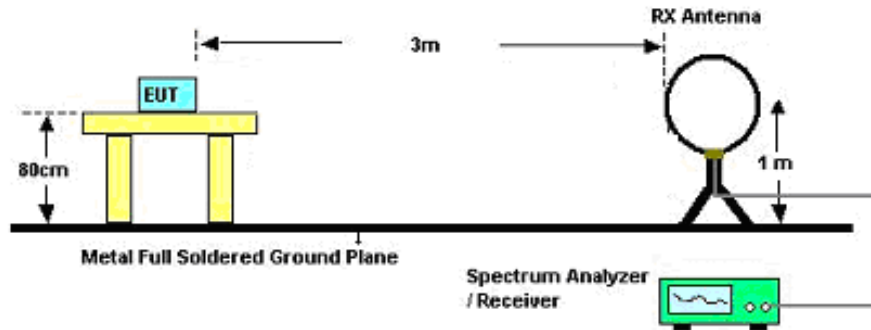 RX Antenna
3m
EUT
80cm
1 m
Metal Full Soldered Ground Plane
Spectrum Analyzer
/ Receiver